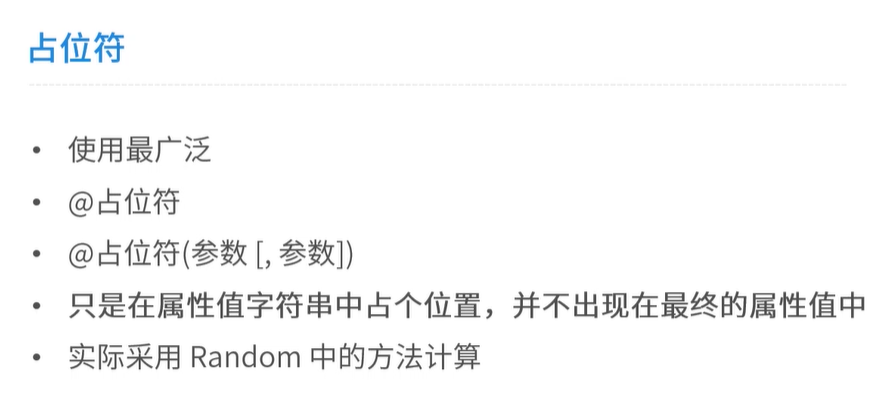 占位符
• 使用最广泛
• @占位符
• @占位符(参数 [, 参数])
• 只是在属性值字符串中占个位置，并不出现在最终的属性值中
• 实际采用 Random 中的方法计算